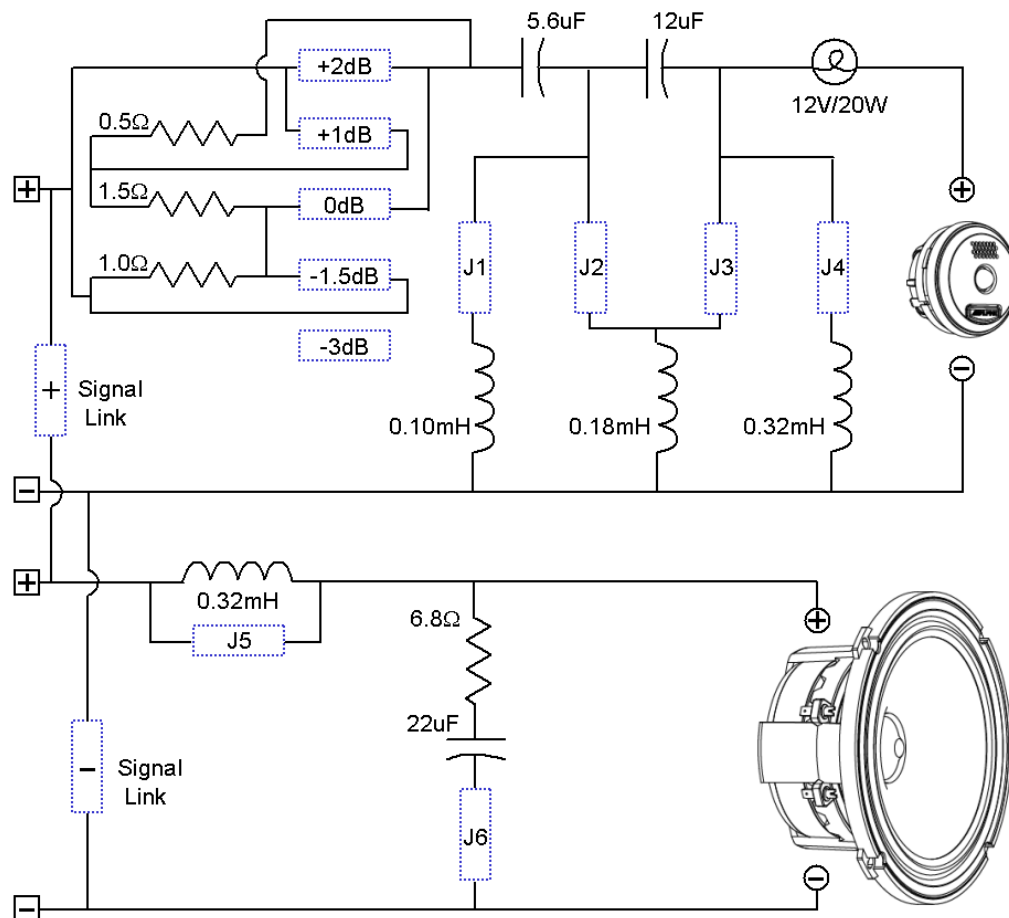 5.6uF
12uF
+2dB
12V/20W
0.5Ω
+1dB
+
1.5Ω
0dB
+
1.0Ω
-1.5dB
J1
J2
J3
J4
-3dB
+
Signal
Link
0.10mH
0.18mH
0.32mH
−
−
+
0.32mH
J5
6.8Ω
+
22uF
−
Signal
Link
J6
−
−